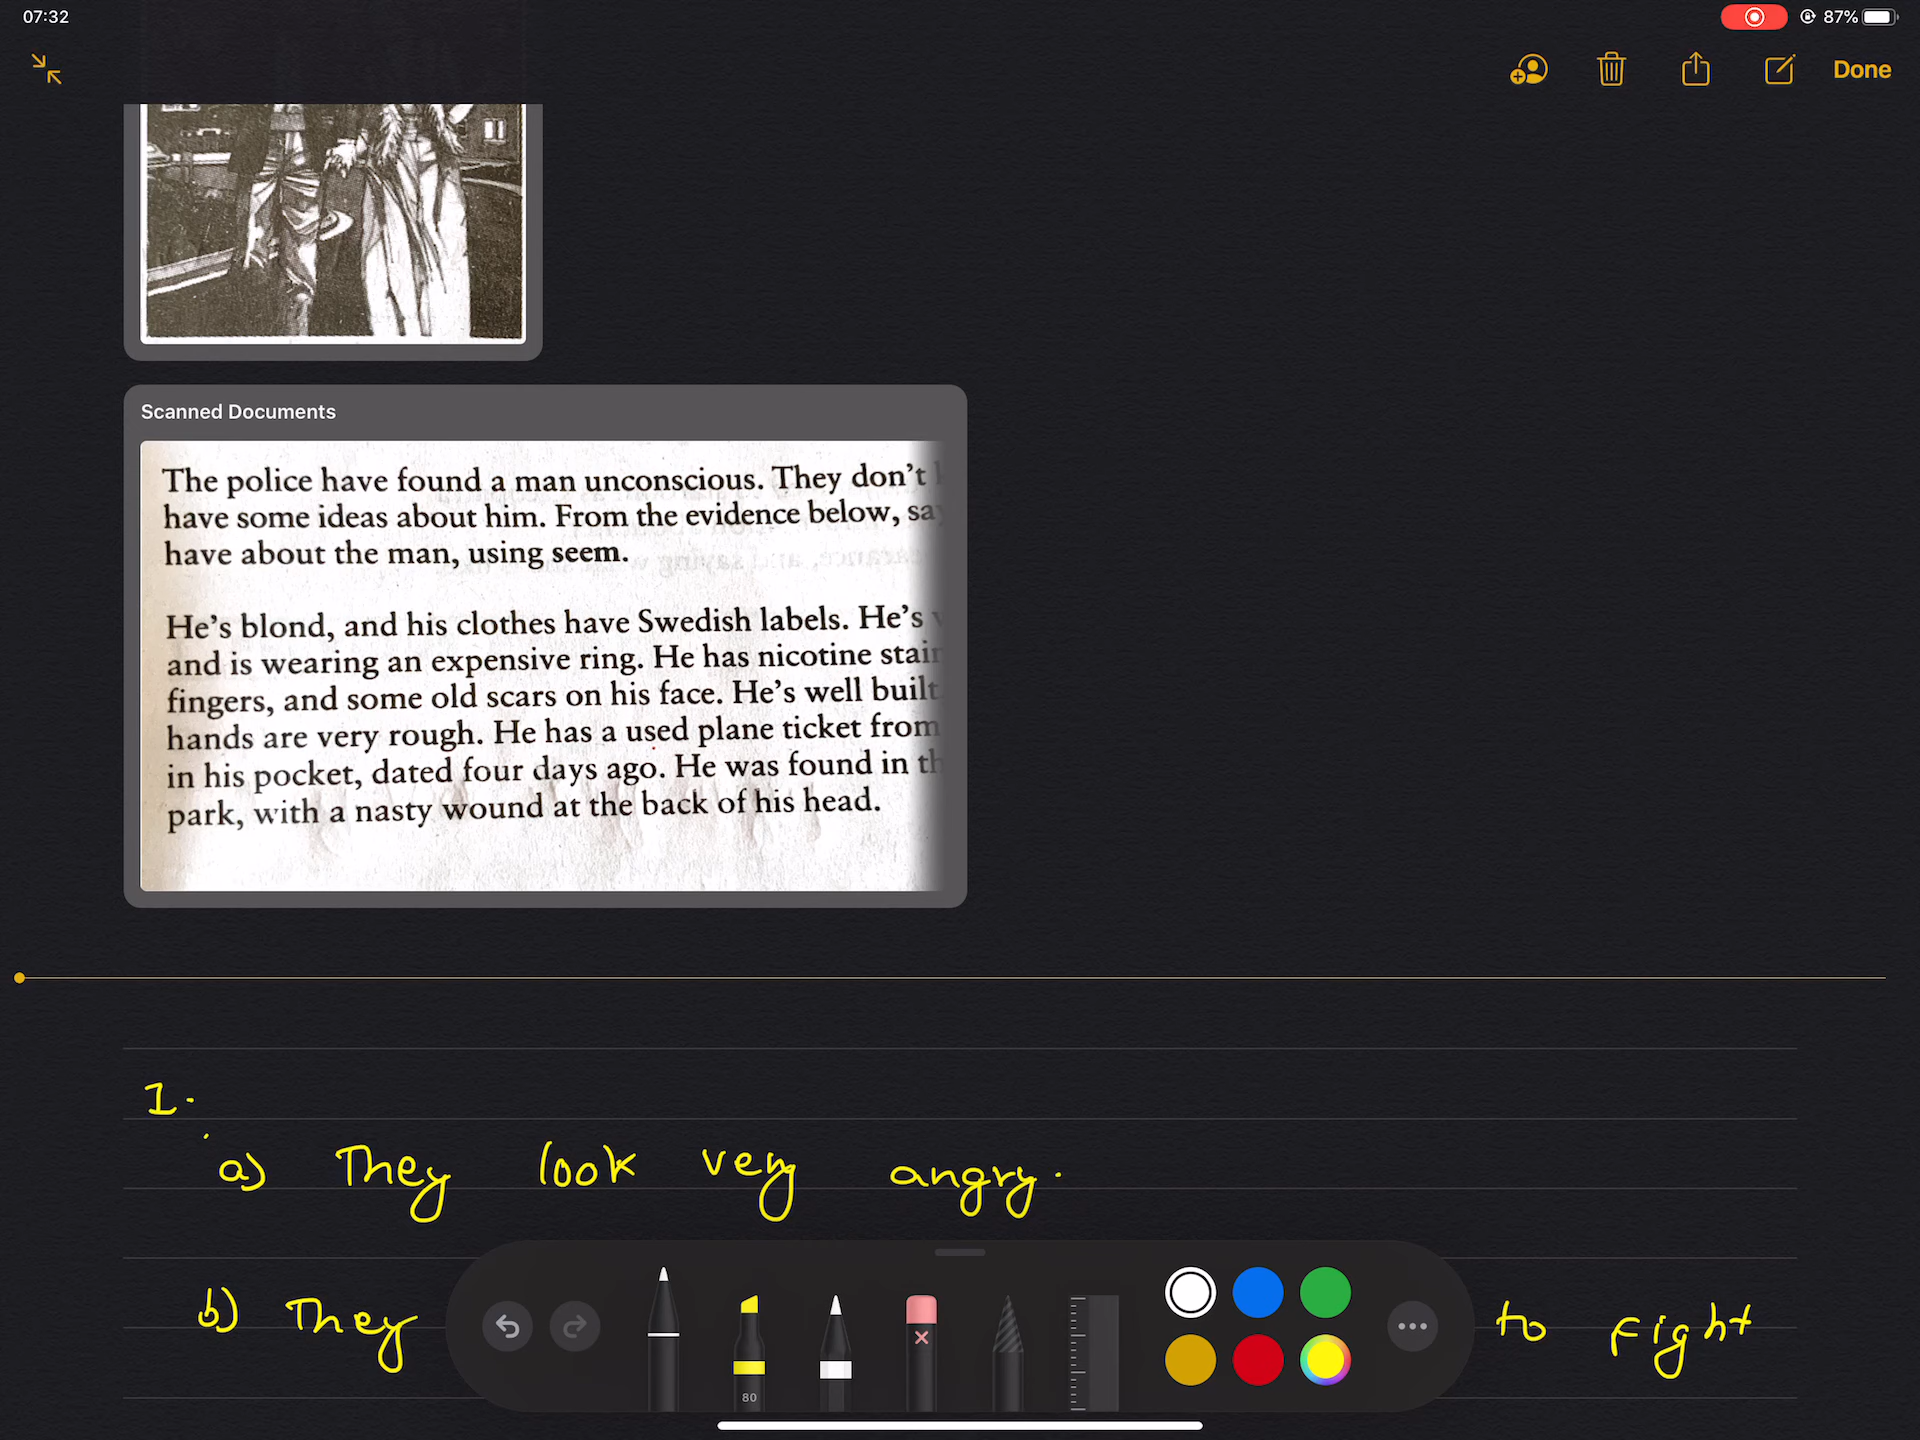 07:32
87%
Done
Scanned Documents
The police have found a man unconscious. They don't
have some ideas about him. From the evidence below,
have about the man, using seem.
He's blond, and his clothes have Swedish labels. He's
and is wearing an expensive ring. He has nicotine
fingers, and some old scars on his face. He's well built
hands are very rough. He has a used plane ticket from
in his pocket, dated four days ago. He was found in
park, with a nasty wound at the back of his head.
1.
a) They look very angry.
b) They to fight
80